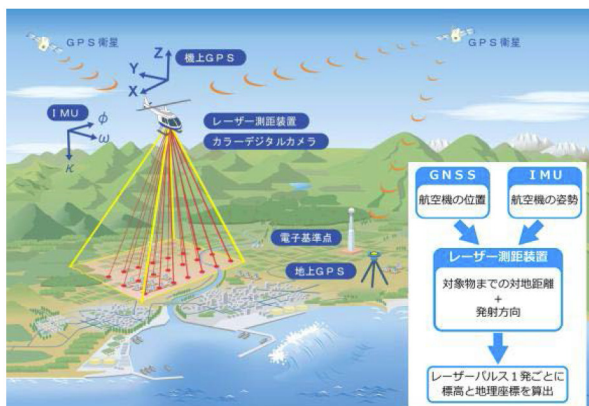 GPS衛星
GPS衛星
Z
機上GPS
Y
X
IMU
φ
ω
κ
レーザー測距装置
カラーデジタルカメラ
電子基準点
地上GPS
GNSS
航空機の位置
IMU
航空機の姿勢
レーザー測距装置
対象物までの対地距離
+
発射方向
レーザーパルス1発ごとに
標高と地理座標を算出